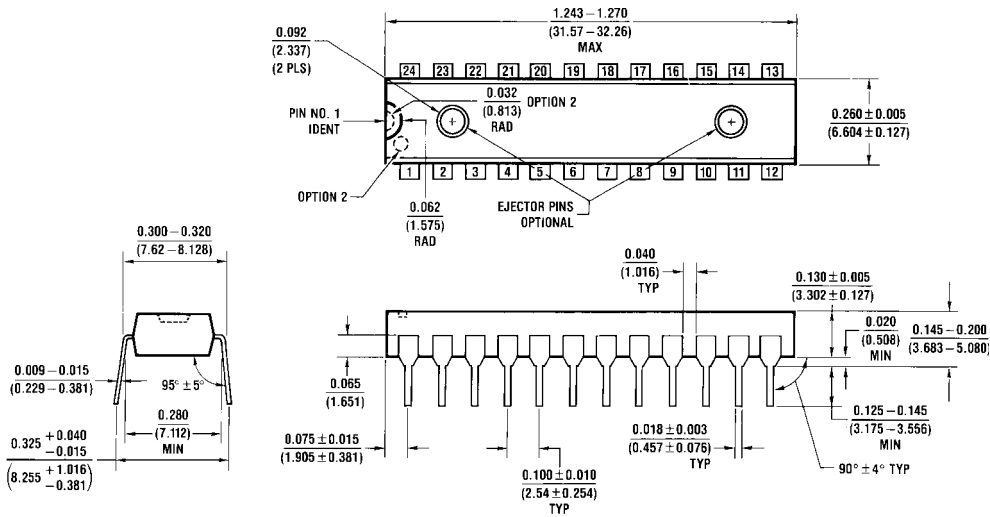 1.243 – 1.270
(31.57 – 32.26)
MAX
0.092
(2.337)
(2 PLS)
24 23 22 21 20 19 18 17 16 15 14 13
0.032
(0.813)
RAD
OPTION 2
PIN NO. 1
IDENT
0.260 ± 0.005
(6.604 ± 0.127)
1 2 3 4 5 6 7 8 9 10 11 12
OPTION 2
0.062
(1.575)
RAD
EJECTOR PINS
OPTIONAL
0.300 – 0.320
(7.62 – 8.128)
0.040
(1.016)
TYP
0.130 ± 0.005
(3.302 ± 0.127)
0.020
(0.508)
MIN
0.145 – 0.200
(3.683 – 5.080)
0.009 – 0.015
(0.229 – 0.381)
95° ± 5°
0.065
(1.651)
0.280
(7.112)
MIN
0.125 – 0.145
(3.175 – 3.556)
MIN
0.325 +0.040 −0.015
(8.255 +1.016 −0.381)
0.075 ± 0.015
(1.905 ± 0.381)
0.018 ± 0.003
(0.457 ± 0.076)
TYP
0.100 ± 0.010
(2.54 ± 0.254)
TYP
90° ± 4° TYP